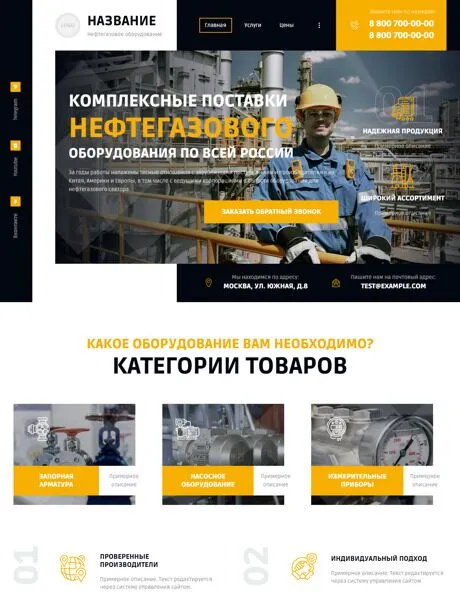 LOGO
НАЗВАНИЕ
Нефтегазовое оборудование
Главная
Услуги
Цены
Звоните нам по номерам:
8 800 700-00-00
8 800 700-00-00
Telegram
Youtube
Вконтакте
КОМПЛЕКСНЫЕ ПОСТАВКИ
НЕФТЕГАЗОВОГО
ОБОРУДОВАНИЯ ПО ВСЕЙ РОССИИ
За годы работы налажены тесные отношения с
Китая, Америки и Европы, в том числе с ведущими корпорациями
нефтегазового сектора
ЗАКАЗАТЬ ОБРАТНЫЙ ЗВОНОК
01
НАДЕЖНАЯ ПРОДУКЦИЯ
Примерное описание
ШИРОКИЙ АССОРТИМЕНТ
Примерное описание
Мы находимся по адресу:
МОСКВА, УЛ. ЮЖНАЯ, Д.8
Пишите нам на почтовый адрес:
TEST@EXAMPLE.COM
КАКОЕ ОБОРУДОВАНИЕ ВАМ НЕОБХОДИМО?
КАТЕГОРИИ ТОВАРОВ
ЗАПОРНАЯ
АРМАТУРА
Примерное
описание
НАСОСНОЕ
ОБОРУДОВАНИЕ
Примерное
описание
ИЗМЕРИТЕЛЬНЫЕ
ПРИБОРЫ
Примерное
описание
01
ПРОВЕРЕННЫЕ
ПРОИЗВОДИТЕЛИ
Примерное описание. Текст редактируется
через систему управления сайтом.
02
ИНДИВИДУАЛЬНЫЙ ПОДХОД
Примерное описание. Текст редактируется
через систему управления сайтом.